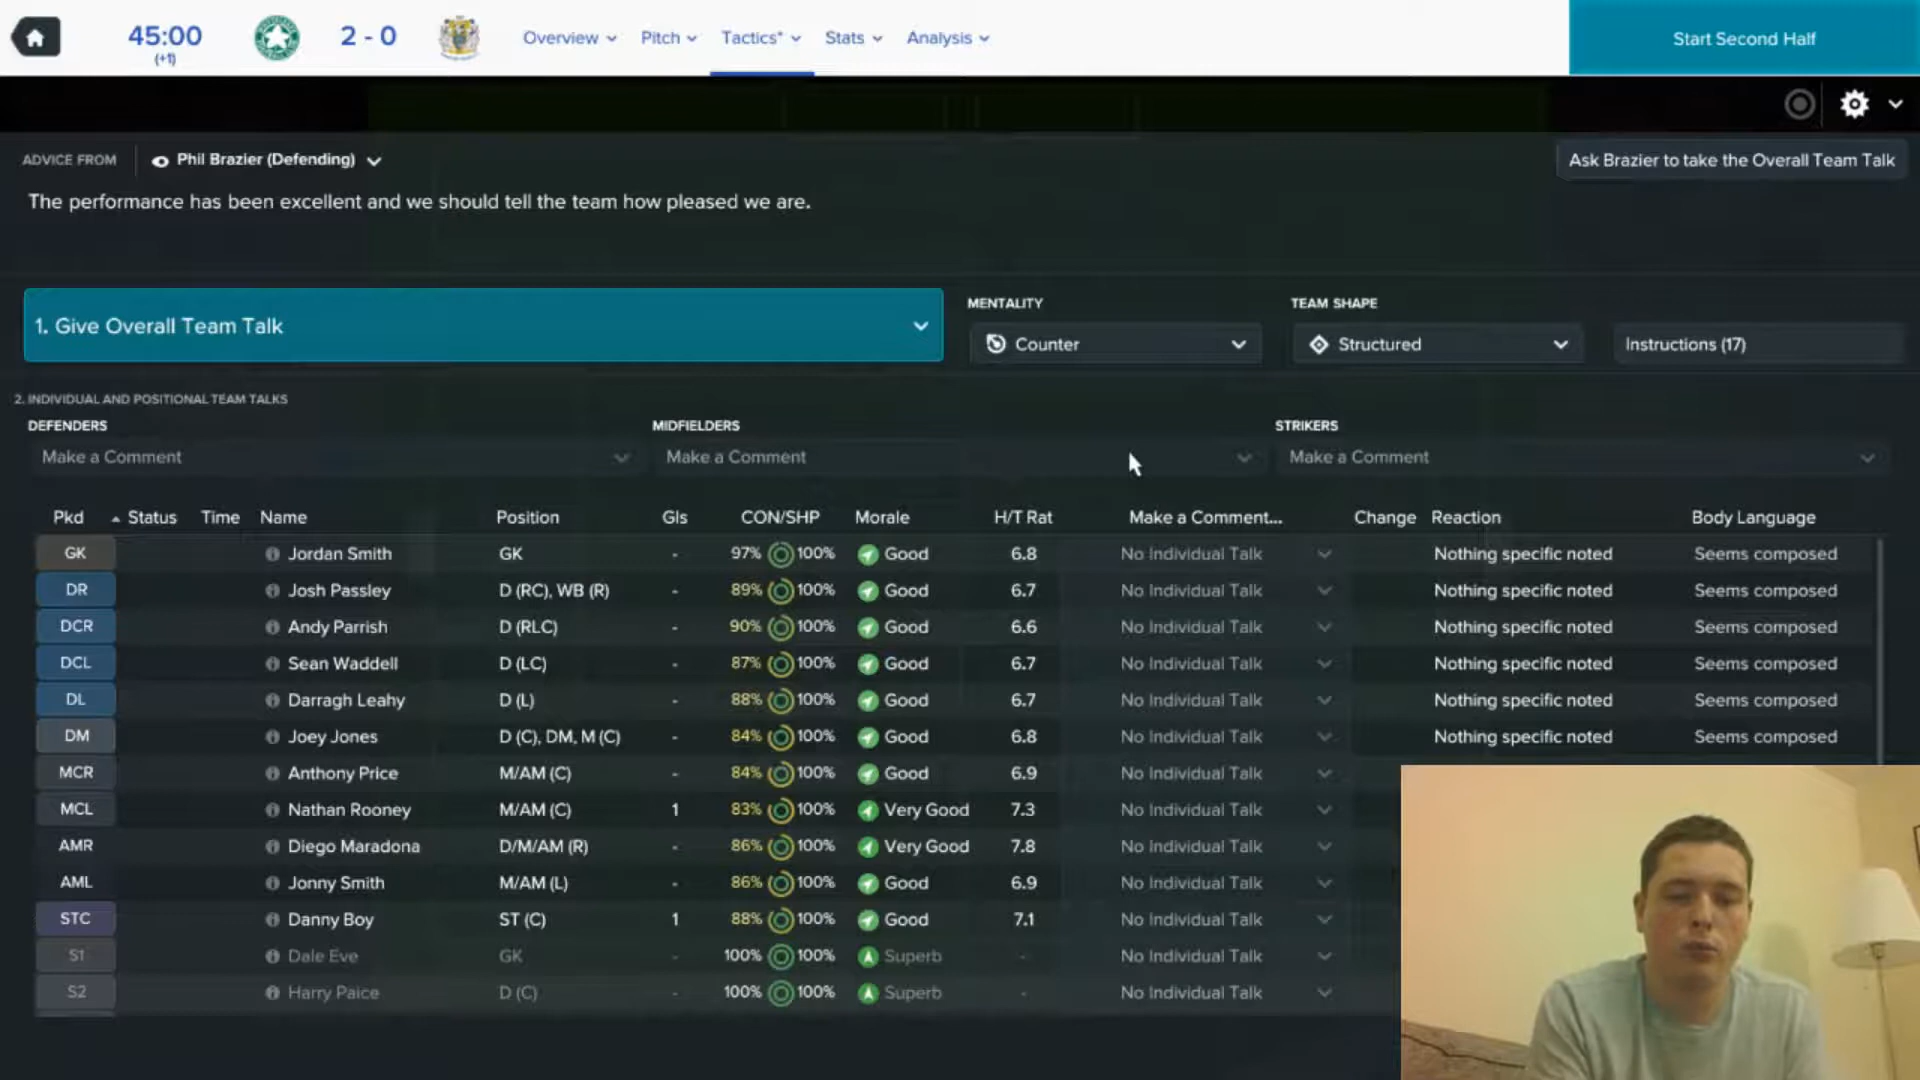 45:00
(+1)
2 - 0
Overview
Pitch
Tactics*
Stats
Analysis
Start Second Half
ADVICE FROM
Phil Brazier (Defending)
Ask Brazier to take the Overall Team Talk
The performance has been excellent and we should tell the team how pleased we are.
1. Give Overall Team Talk
MENTALITY
Counter
TEAM SHAPE
Structured
Instructions (17)
2. INDIVIDUAL AND POSITIONAL TEAM TALKS
DEFENDERS
Make a Comment
MIDFIELDERS
Make a Comment
STRIKERS
Make a Comment
Pkd Status Time Name Position Gls CON/SHP Morale H/T Rat Make a Comment... Change Reaction Body Language
GK Jordan Smith GK - 97% 100% Good 6.8 No Individual Talk Nothing specific noted Seems composed
DR Josh Passley D (RC), WB (R) - 89% 100% Good 6.7 No Individual Talk Nothing specific noted Seems composed
DCR Andy Parrish D (RLC) - 90% 100% Good 6.6 No Individual Talk Nothing specific noted Seems composed
DCL Sean Waddell D (LC) - 87% 100% Good 6.7 No Individual Talk Nothing specific noted Seems composed
DL Darragh Leahy D (L) - 88% 100% Good 6.7 No Individual Talk Nothing specific noted Seems composed
DM Joey Jones D (C), DM, M (C) - 84% 100% Good 6.8 No Individual Talk Nothing specific noted Seems composed
MCR Anthony Price M/AM (C) - 84% 100% Good 6.9 No Individual Talk
MCL Nathan Rooney M/AM (C) 1 83% 100% Very Good 7.3 No Individual Talk
AMR Diego Maradona D/M/AM (R) - 86% 100% Very Good 7.8 No Individual Talk
AML Jonny Smith M/AM (L) - 86% 100% Good 6.9 No Individual Talk
STC Danny Boy ST (C) 1 88% 100% Good 7.1 No Individual Talk
S1 Dale Eve GK - 100% 100% Superb - No Individual Talk
S2 Harry Paice D (C) - 100% 100% Superb - No Individual Talk